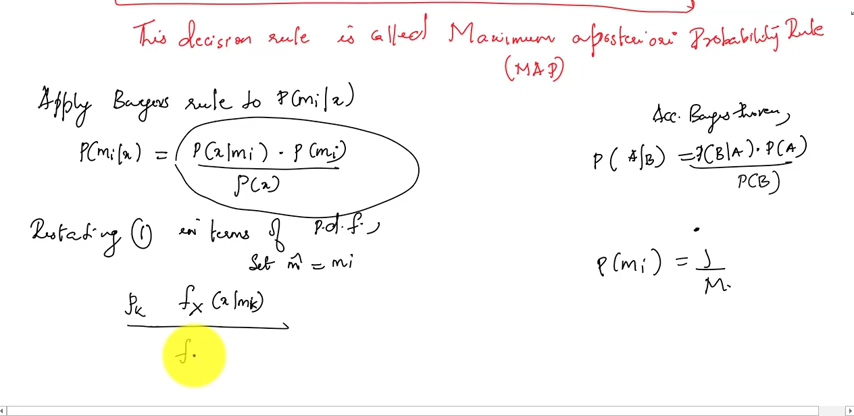 This decision rule is called Maximum aposteriori Probability Rule
(MAP)
Apply Bayers rule to P(mi/x)
P(mi/x) = P(x/mi) . P(mi)
P(x)
Acc. Bayes theorem,
P(A/B) = P(B/A) . P(A)
P(B)
Restating ① in terms of p.d.f.,
Set m̂ = mi
P(mi) = 1
M
Pk fX (x/mk)
f